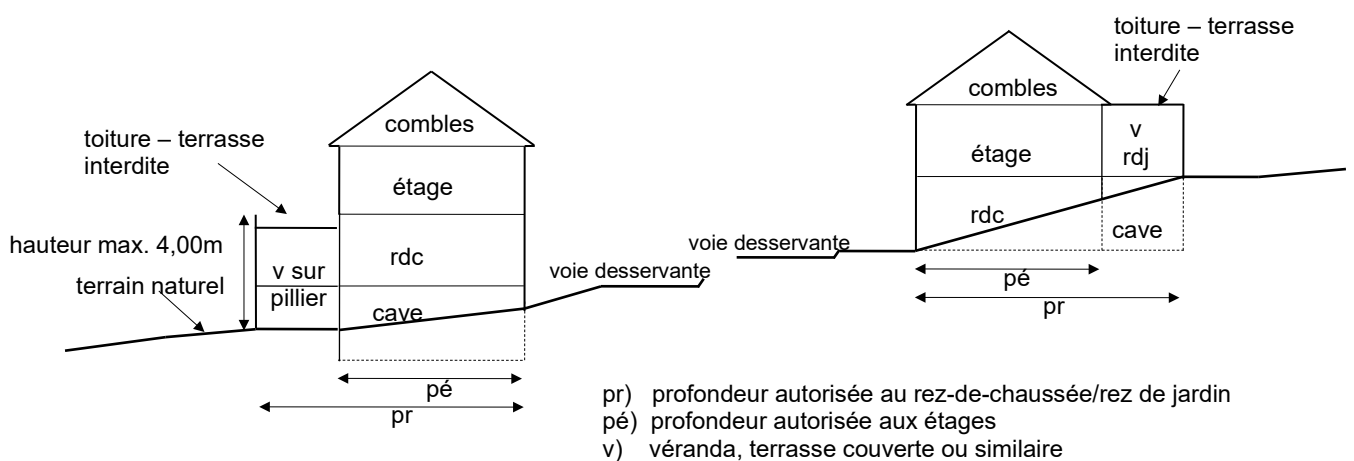 toiture – terrasse
interdite
combles
étage
hauteur max. 4,00m
rdc
v sur
pillier
terrain naturel
cave
voie desservante
pé
pr
toiture – terrasse
interdite
combles
v
rdj
étage
rdc
cave
voie desservante
pé
pr
pr) profondeur autorisée au rez-de-chaussée/rez de jardin
pé) profondeur autorisée aux étages
v) véranda, terrasse couverte ou similaire